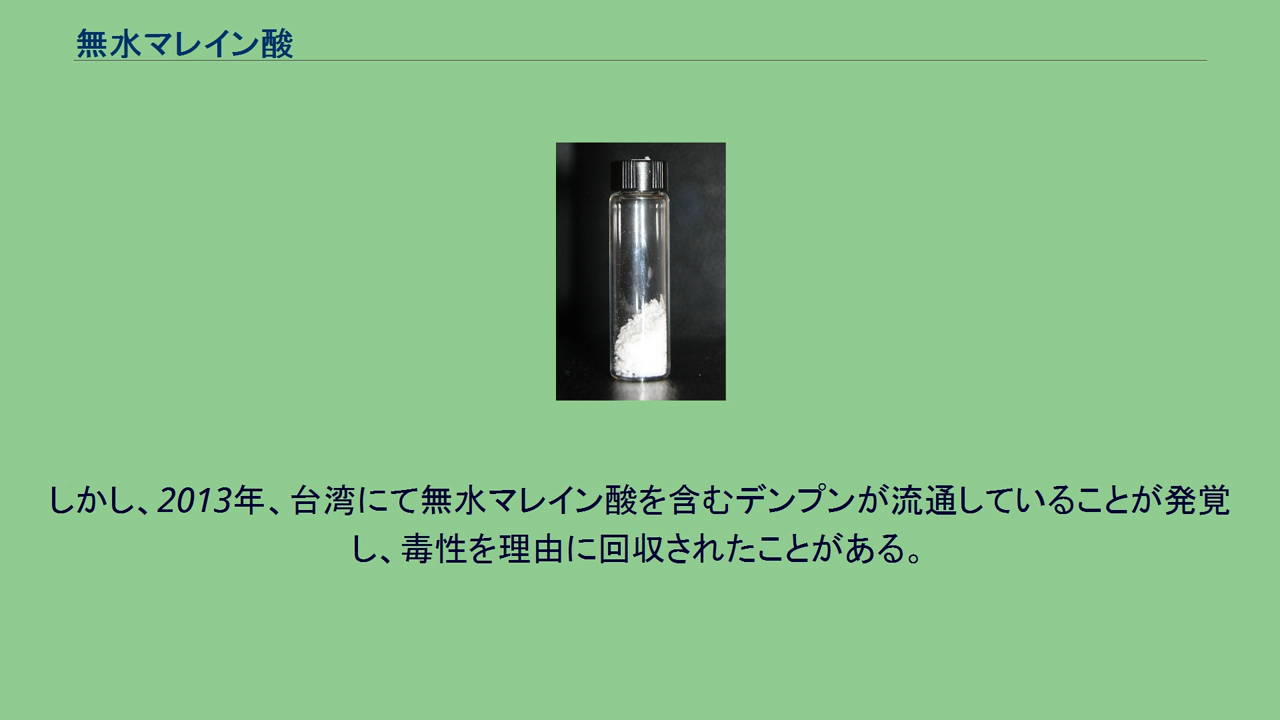 無水マレイン酸
しかし、2013年、台湾にて無水マレイン酸を含むデンプンが流通していることが発覚
し、毒性を理由に回収されたことがある。